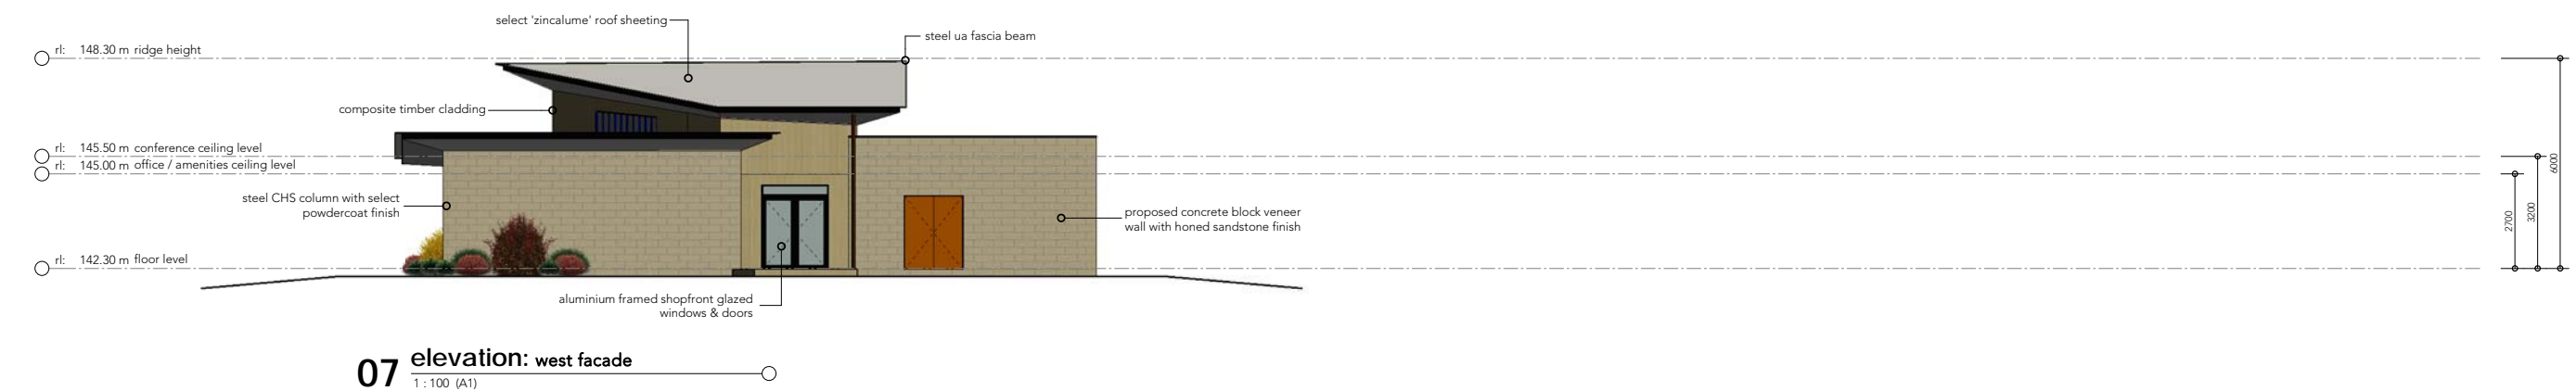 select 'zincalume' roof sheeting
steel ua fascia beam
rl: 148.30 m ridge height
composite timber cladding
rl: 145.50 m conference ceiling level
rl: 145.00 m office / amenities ceiling level
steel CHS column with select
powdercoat finish
proposed concrete block veneer
wall with honed sandstone finish
rl: 142.30 m floor level
aluminium framed shopfront glazed
windows & doors
2700
3200
6000
07 elevation: west facade
1 : 100 (A1)